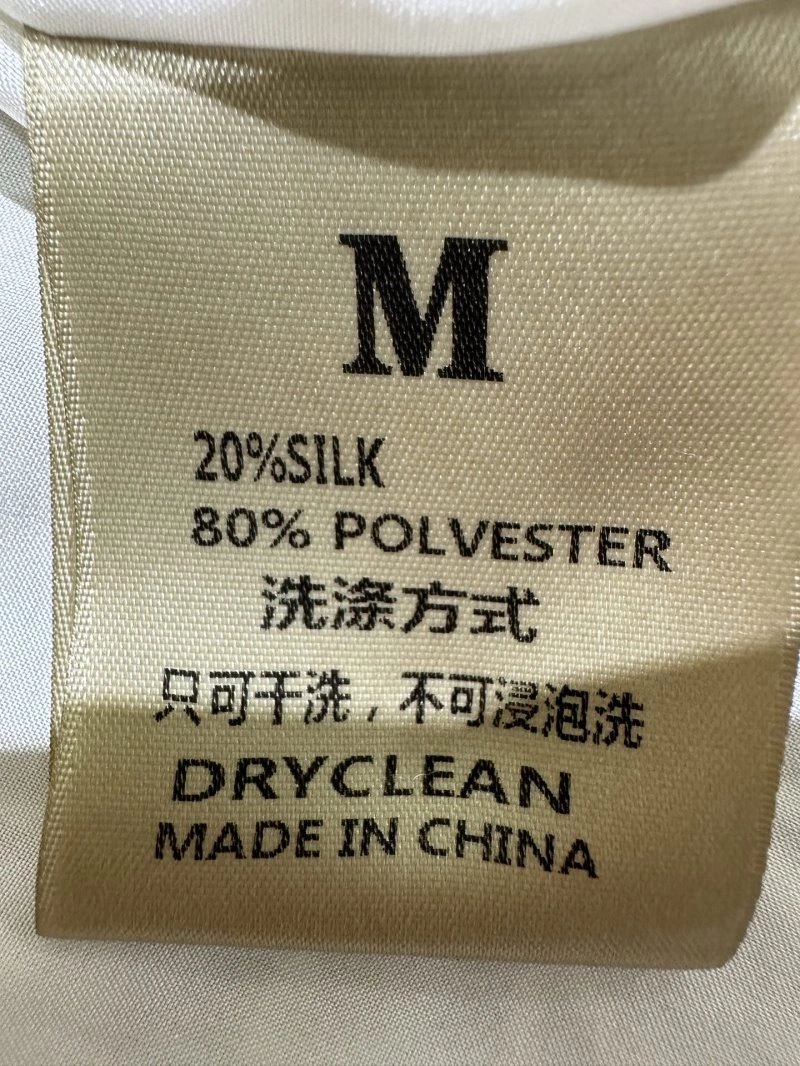 M
20%SILK
80% POLVESTER
洗涤方式
只可干洗，不可浸泡洗
DRYCLEAN
MADE IN CHINA